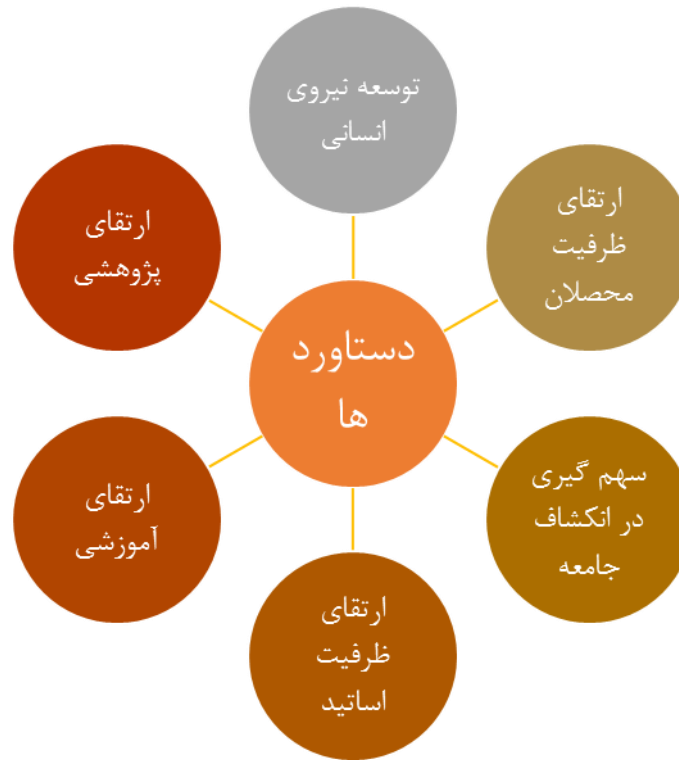 توسعه نیروی
انسانی
ارتقای
ظرفیت
محصلان
سهم گیری
در انکشاف
جامعه
ارتقای
ظرفیت
اساتید
ارتقای
آموزشی
ارتقای
پژوهشی
دستاورد
ها